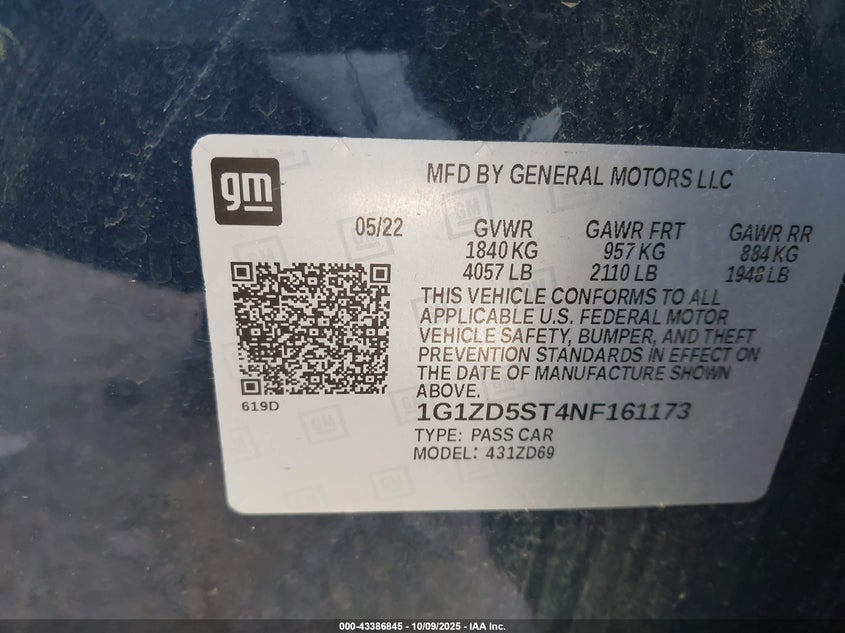 gm
MFD BY GENERAL MOTORS LLC
05/22 GVWR GAWR FRT GAWR RR
1840 KG 957 KG 884 KG
4057 LB 2110 LB 1948 LB
THIS VEHICLE CONFORMS TO ALL
APPLICABLE U.S. FEDERAL MOTOR
VEHICLE SAFETY, BUMPER, AND THEFT
PREVENTION STANDARDS IN EFFECT ON
THE DATE OF MANUFACTURE SHOWN
ABOVE.
619D
1G1ZD5ST4NF161173
TYPE: PASS CAR
MODEL: 431ZD69
000-43386845 - 10/09/2025 - IAA Inc.